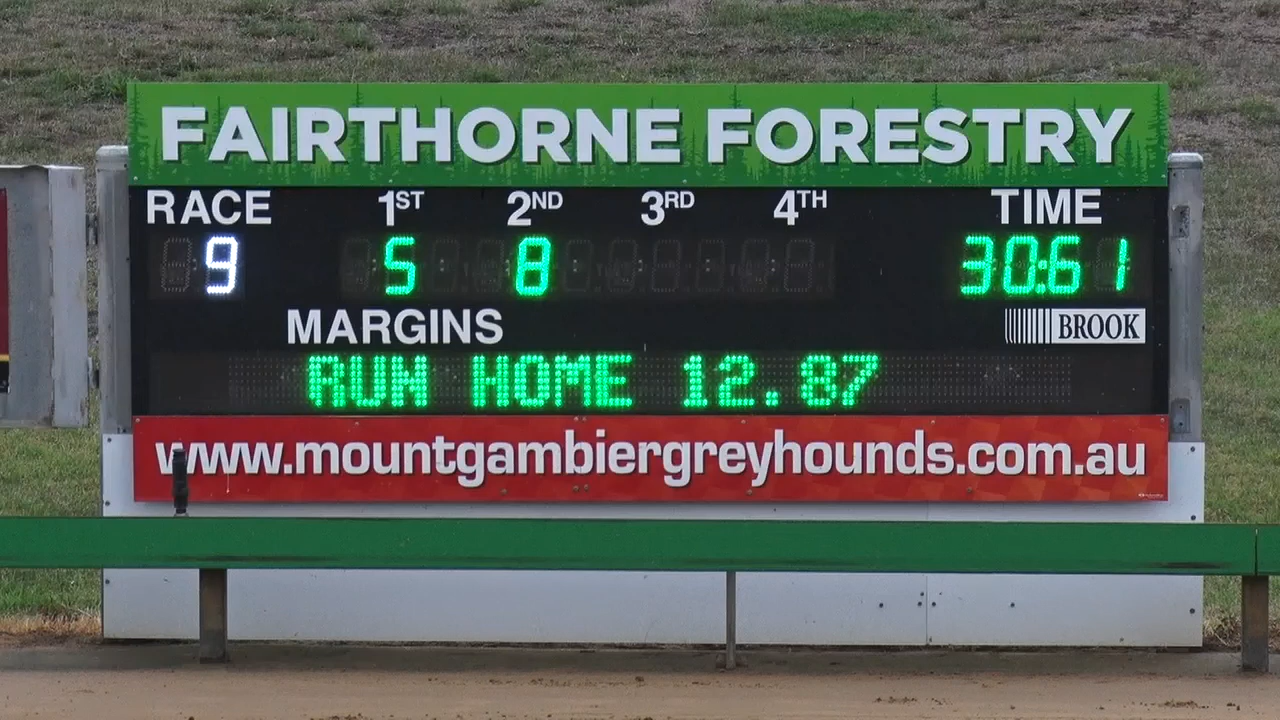 FAIRTHORNE FORESTRY
RACE 1ST 2ND 3RD 4TH TIME
9 5 8 30:61
MARGINS BROOK
RUN HOME 12.87
www.mountgambiergreyhounds.com.au